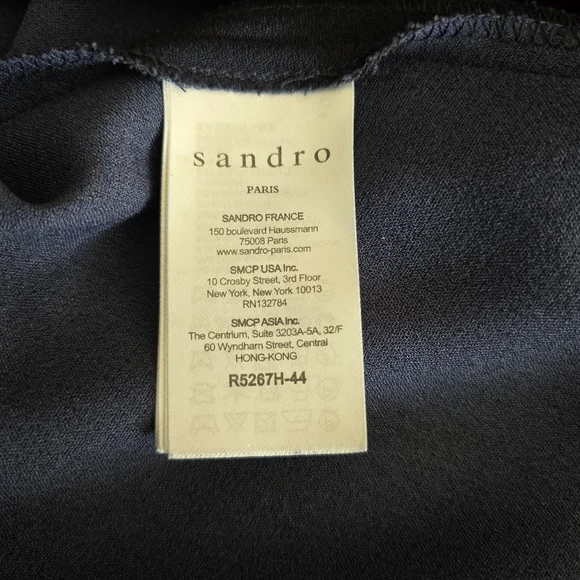 sandro
PARIS
SANDRO FRANCE
150 boulevard Haussmann
75008 Paris
www.sandro-paris.com
SMCP USA Inc.
10 Crosby Street, 3rd Floor
New York, New York 10013
RN132784
SMCP ASIA Inc.
The Centrium, Suite 3203A-5A, 32/F
60 Wyndham Street, Central
HONG-KONG
R5267H-44